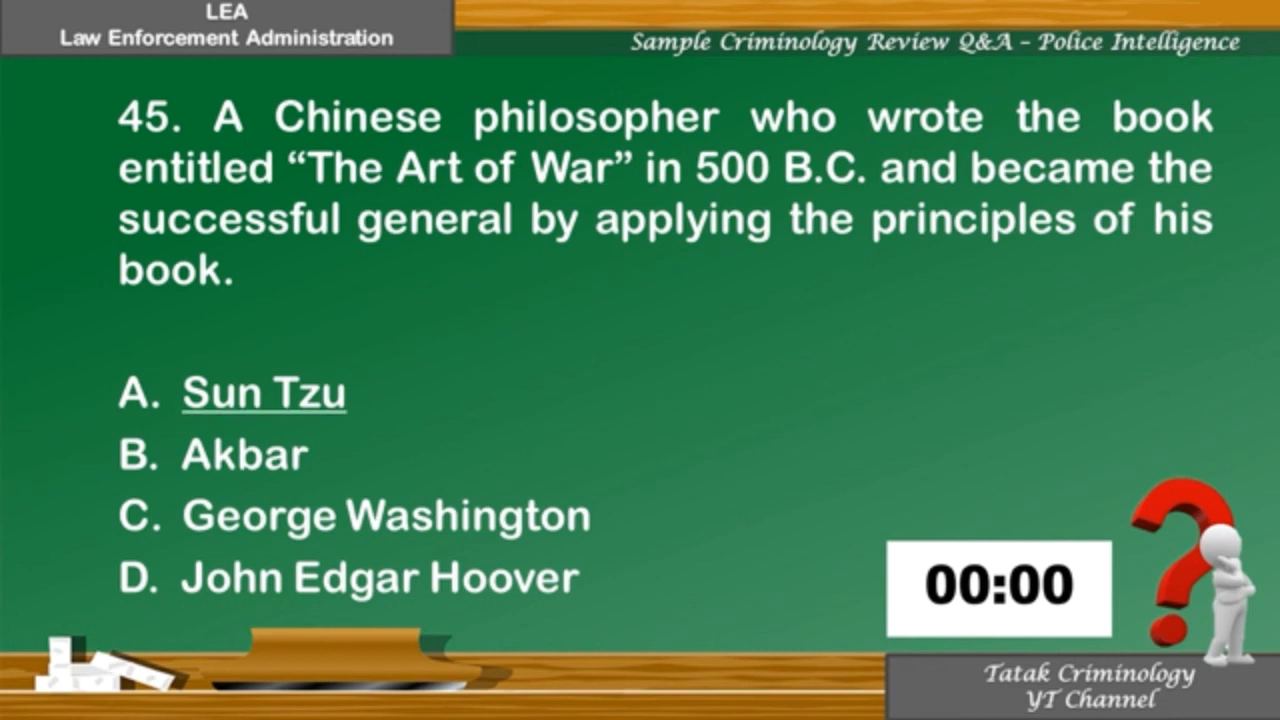 LEA
Law Enforcement Administration
Sample Criminology Review Q&A – Police Intelligence
45. A Chinese philosopher who wrote the book
entitled “The Art of War” in 500 B.C. and became the
successful general by applying the principles of his
book.
A. Sun Tzu
B. Akbar
C. George Washington
D. John Edgar Hoover
00:00
Tatak Criminology
YT Channel